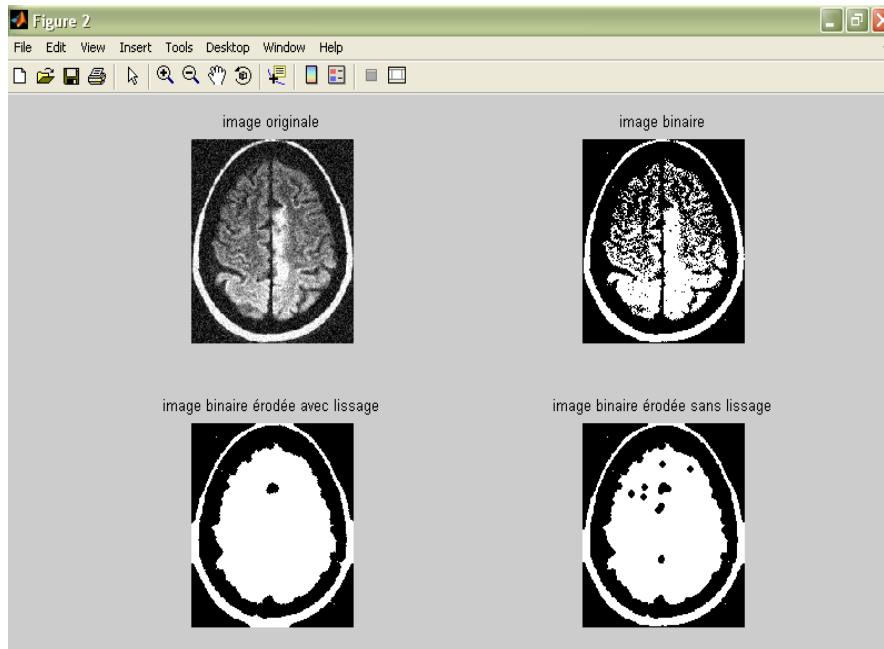 Figure 2
File Edit View Insert Tools Desktop Window Help
image originale
image binaire
image binaire érodée avec lissage
image binaire érodée sans lissage